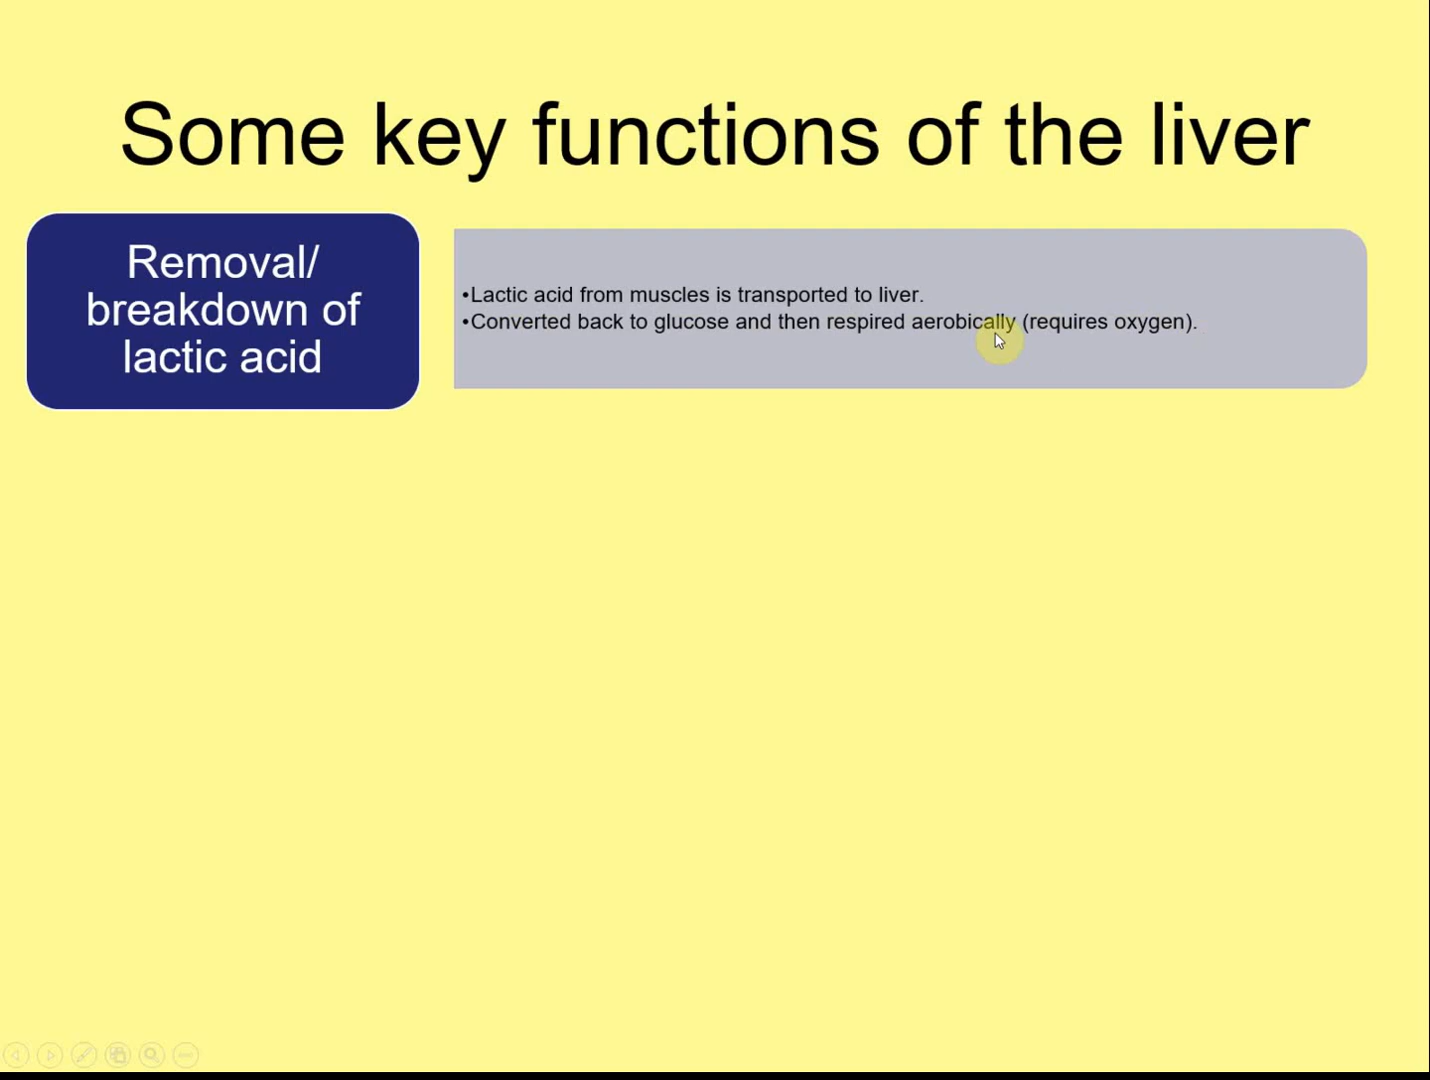 Some key functions of the liver
Removal/
breakdown of
lactic acid
•Lactic acid from muscles is transported to liver.
•Converted back to glucose and then respired aerobically (requires oxygen).